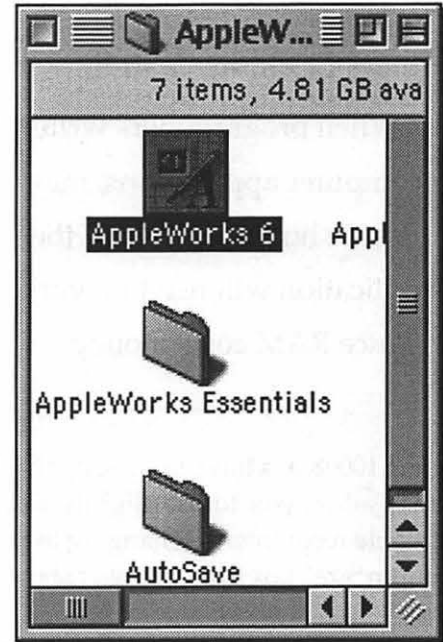 AppleW...
7 items, 4.81 GB ava
AppleWorks 6 Appl
AppleWorks Essentials
AutoSave